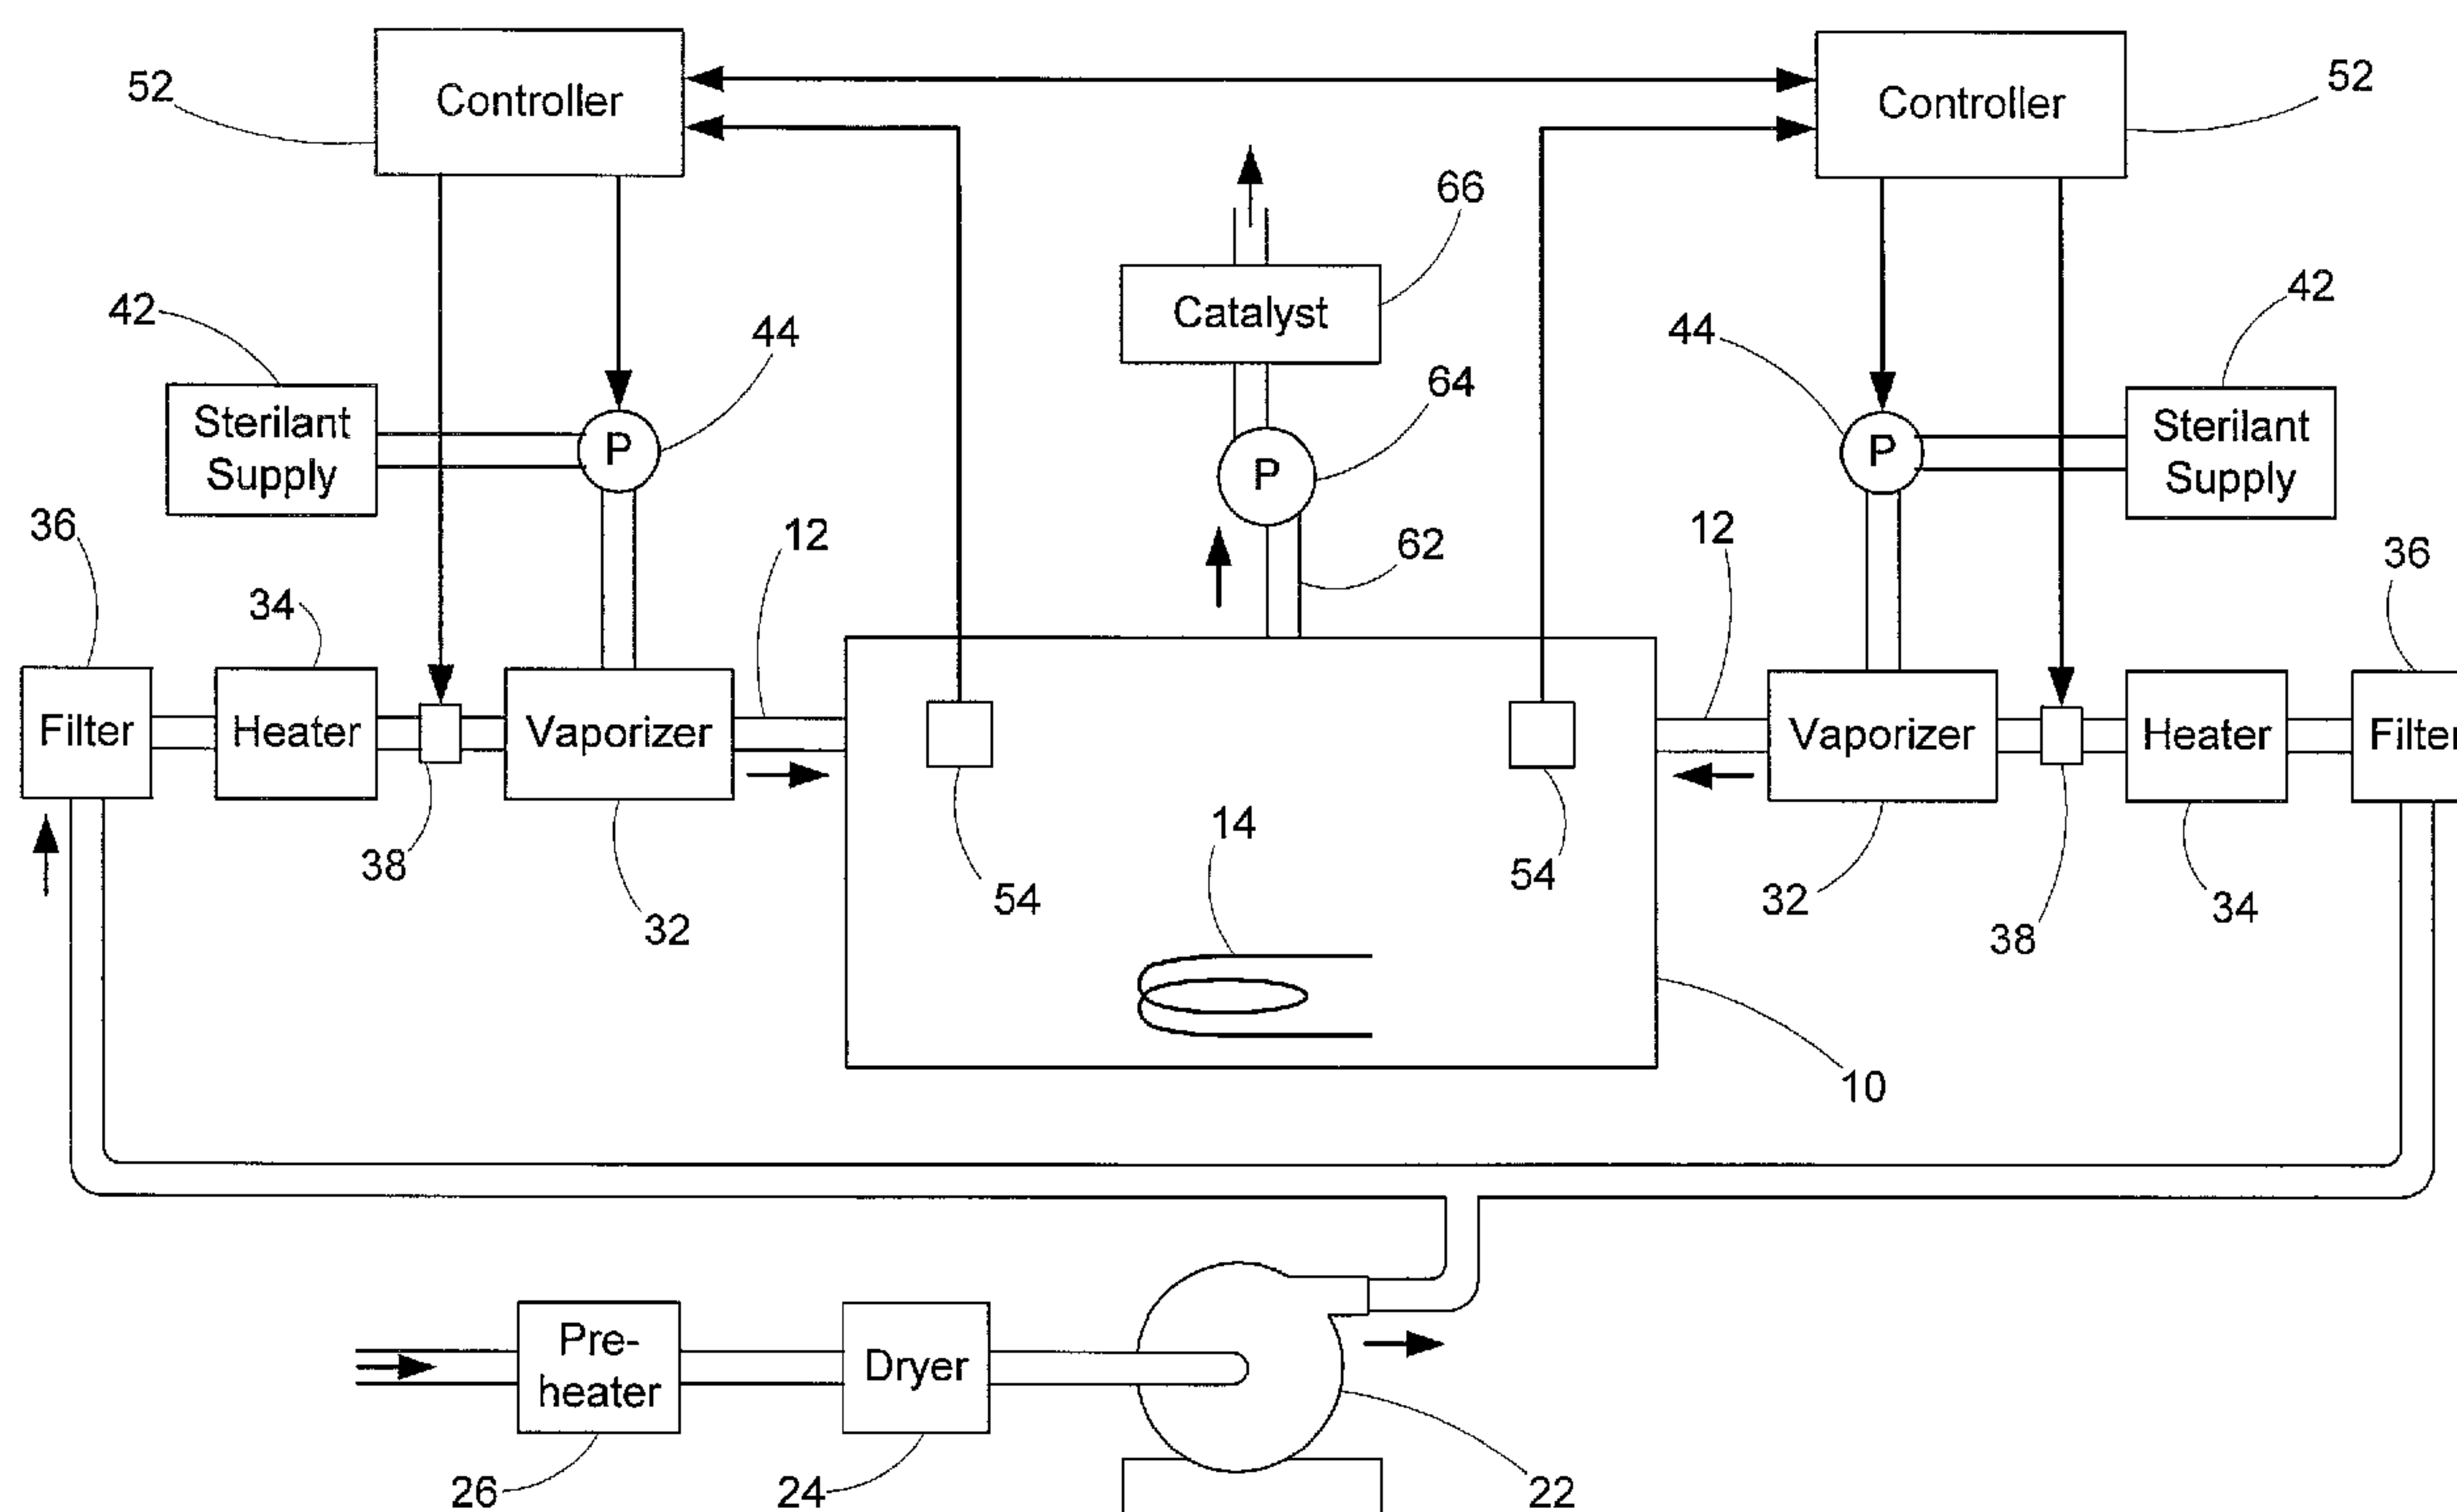 52
Controller
Controller
52
66
42
Catalyst
42
44
44
64
Sterilant
Supply
P
P
P
Sterilant
Supply
36
12
62
12
36
34
Filter
Heater
Vaporizer
Vaporizer
Heater
Filter
38
14
54
54
32
32
34
38
10
Pre-
heater
Dryer
26
24
22